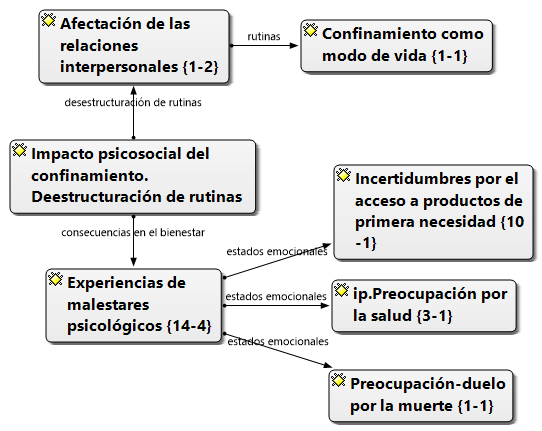 Afectación de las
relaciones
interpersonales {1-2}
rutinas
Confinamiento como
modo de vida {1-1}
desestructuración de rutinas
Impacto psicosocial del
confinamiento.
Deestructuración de rutinas
consecuencias en el bienestar
Experiencias de
malestares
psicológicos {14-4}
estados emocionales
Incertidumbres por el
acceso a productos de
primera necesidad {10
-1}
estados emocionales
ip.Preocupación por
la salud {3-1}
estados emocionales
Preocupación-duelo
por la muerte {1-1}